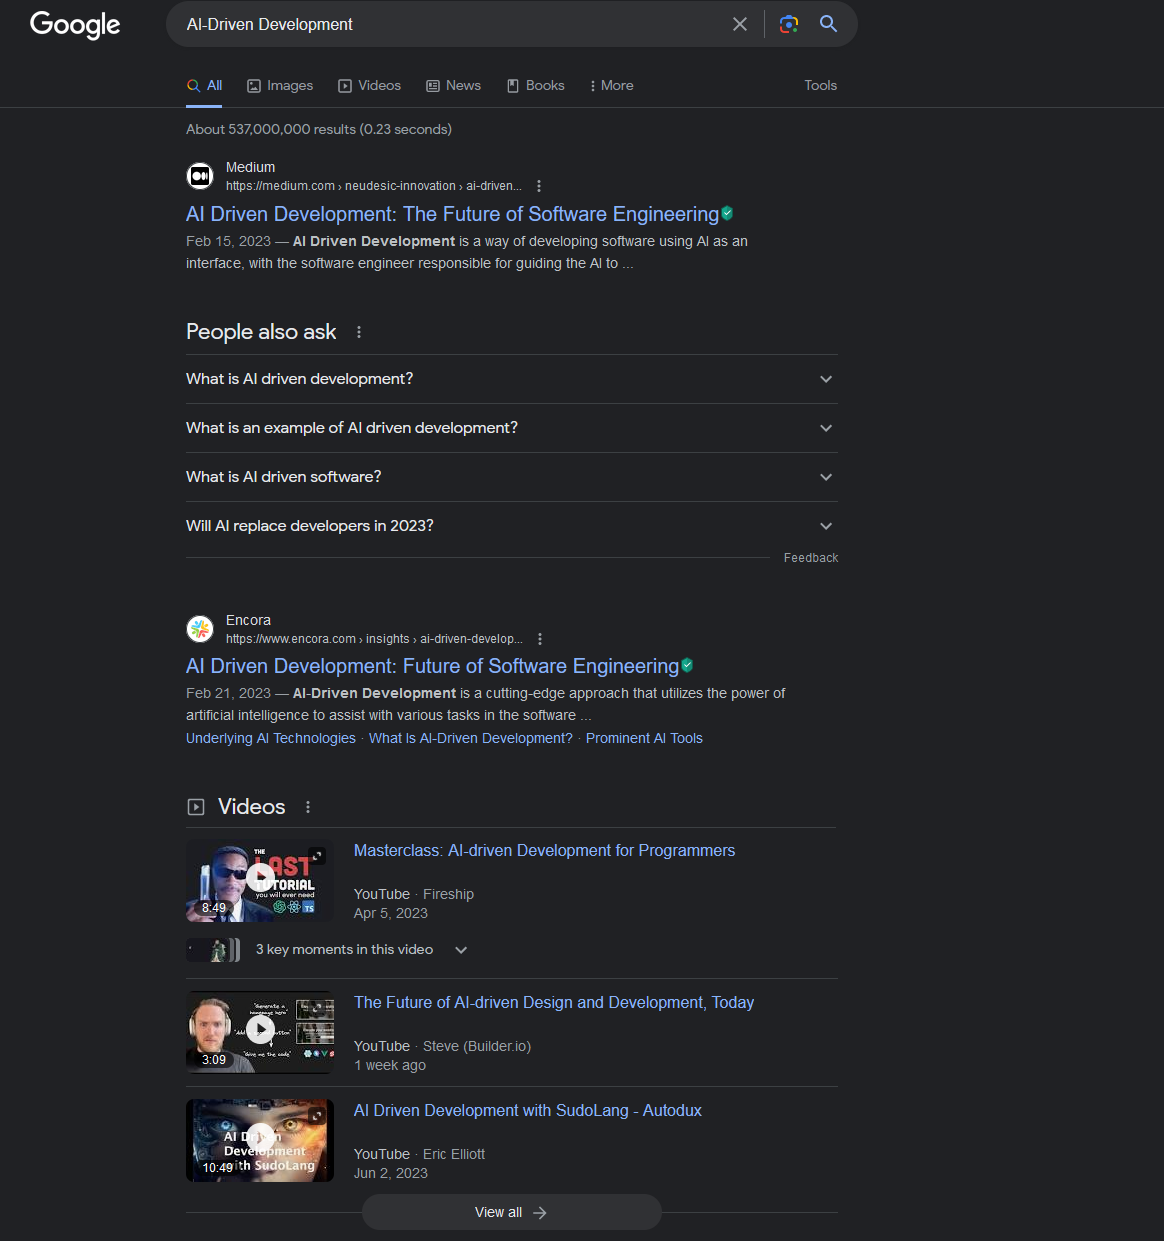 Google
AI-Driven Development
All
Images
Videos
News
Books
More
Tools
About 537,000,000 results (0.23 seconds)
Medium
https://medium.com › neudesic-innovation › ai-driven...
AI Driven Development: The Future of Software Engineering
Feb 15, 2023 — AI Driven Development is a way of developing software using AI as an
interface, with the software engineer responsible for guiding the AI to ...
People also ask
What is AI driven development?
What is an example of AI driven development?
What is AI driven software?
Will AI replace developers in 2023?
Feedback
Encora
https://www.encora.com › insights › ai-driven-develop...
AI Driven Development: Future of Software Engineering
Feb 21, 2023 — AI-Driven Development is a cutting-edge approach that utilizes the power of
artificial intelligence to assist with various tasks in the software ...
Underlying AI Technologies · What Is AI-Driven Development? · Prominent AI Tools
Videos
THE
LAST
TUTORIAL
you will ever need
TS
8:49
Masterclass: AI-driven Development for Programmers
YouTube · Fireship
Apr 5, 2023
3 key moments in this video
"Generate a
homepage here"
"Give me the code"
3:09
The Future of AI-driven Design and Development, Today
YouTube · Steve (Builder.io)
1 week ago
AI Driven
Development
with SudoLang
10:49
AI Driven Development with SudoLang - Autodux
YouTube · Eric Elliott
Jun 2, 2023
View all